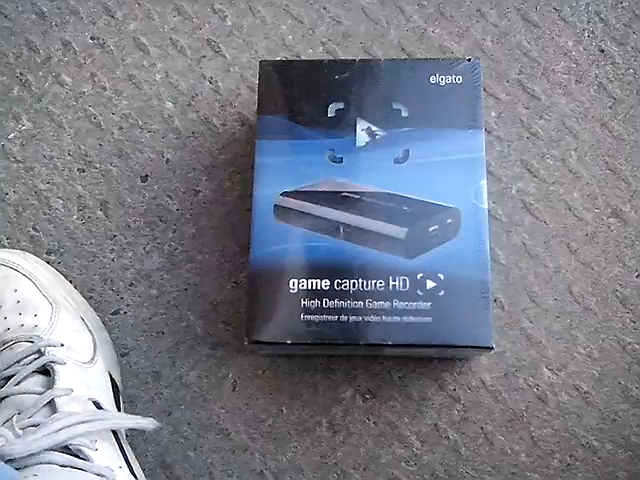 elgato
game capture HD
High Definition Game Recorder
Enregistreur de jeux vidéo haute définition